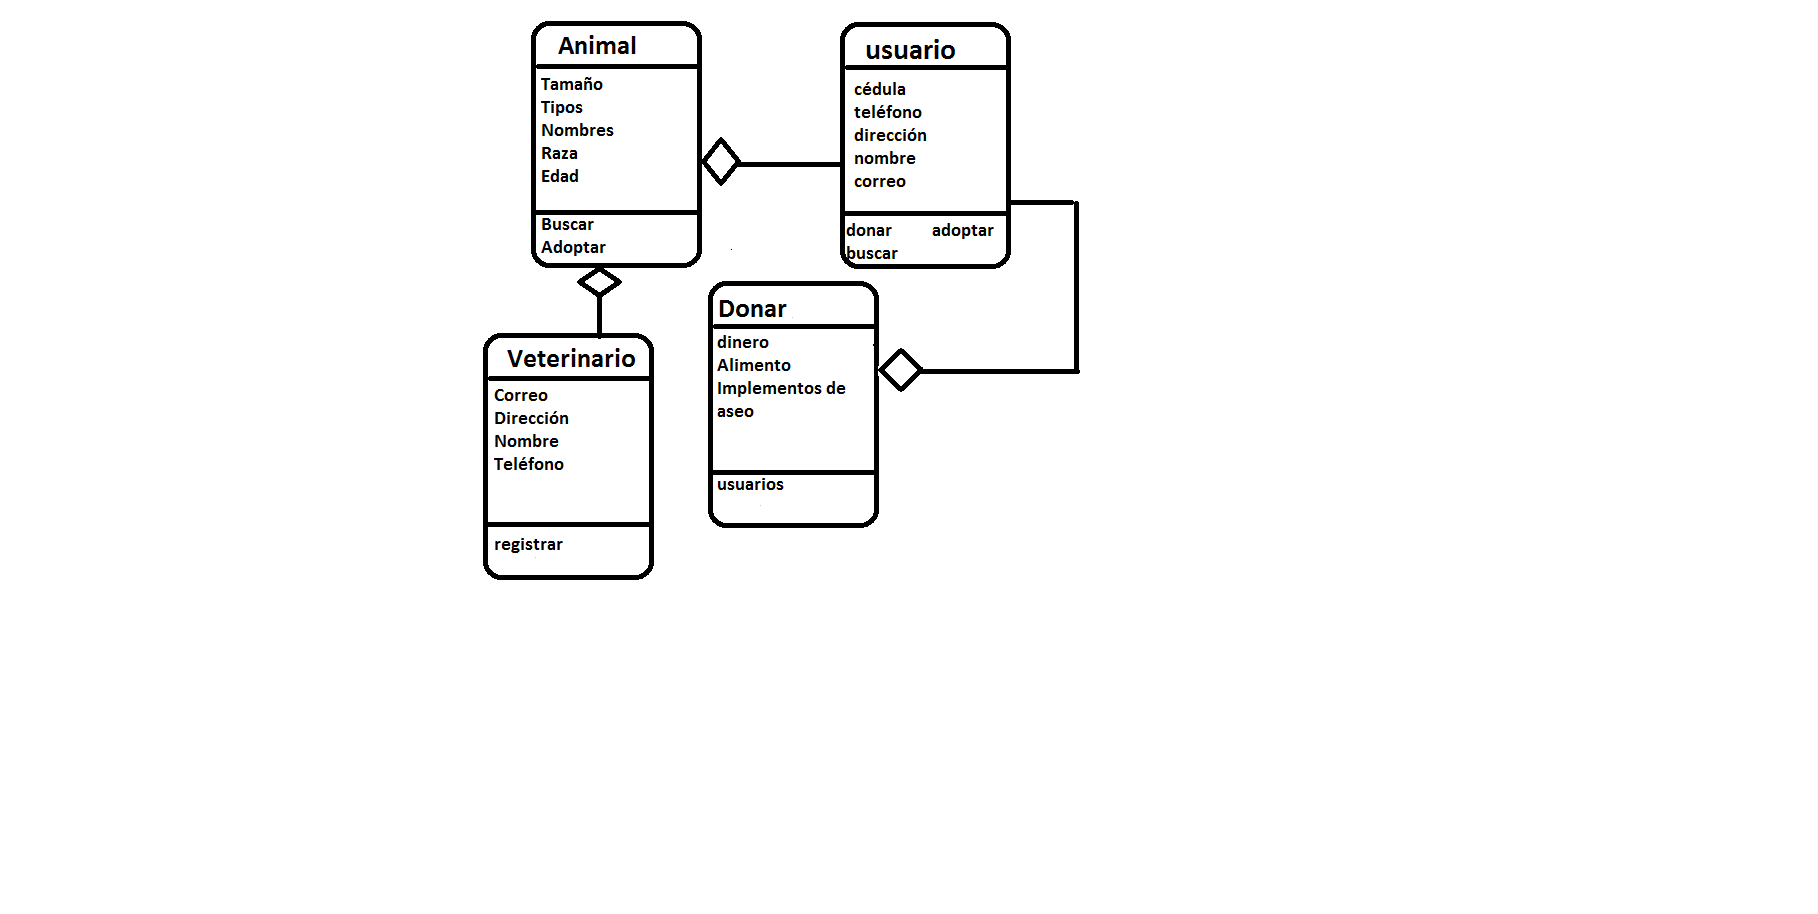 Animal
Tamaño
Tipos
Nombres
Raza
Edad
Buscar
Adoptar
usuario
cédula
teléfono
dirección
nombre
correo
donar adoptar
buscar
Veterinario
Correo
Dirección
Nombre
Teléfono
registrar
Donar
dinero
Alimento
Implementos de
aseo
usuarios